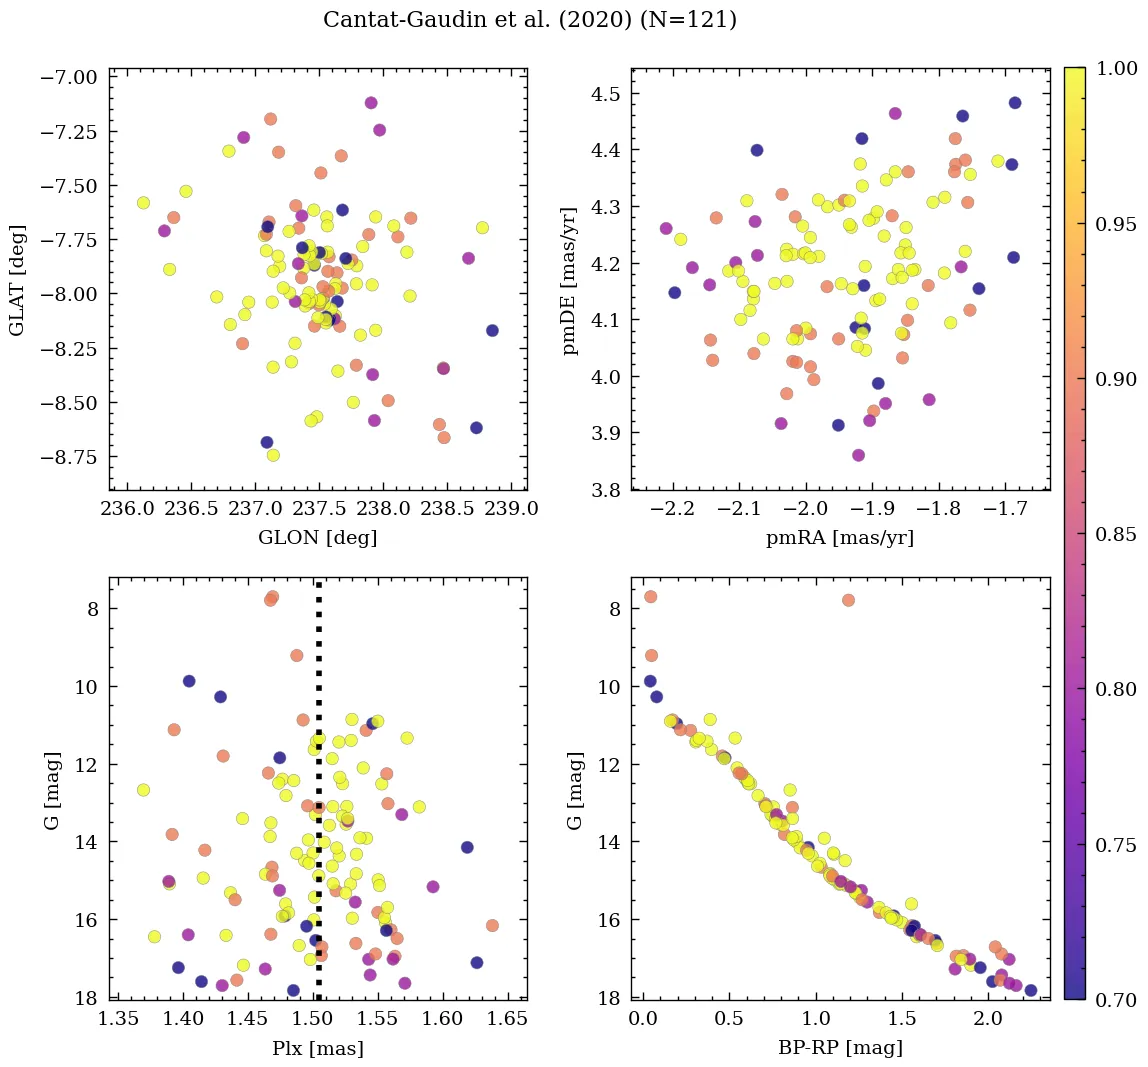 Cantat-Gaudin et al. (2020) (N=121)
−7.00
−7.25
−7.50
−7.75
−8.00
−8.25
−8.50
−8.75
GLAT [deg]
236.0 236.5 237.0 237.5 238.0 238.5 239.0
GLON [deg]
4.5
4.4
4.3
4.2
4.1
4.0
3.9
3.8
pmDE [mas/yr]
−2.2 −2.1 −2.0 −1.9 −1.8 −1.7
pmRA [mas/yr]
8
10
12
14
16
18
G [mag]
1.35 1.40 1.45 1.50 1.55 1.60 1.65
Plx [mas]
8
10
12
14
16
18
G [mag]
0.0 0.5 1.0 1.5 2.0
BP-RP [mag]
1.00
0.95
0.90
0.85
0.80
0.75
0.70